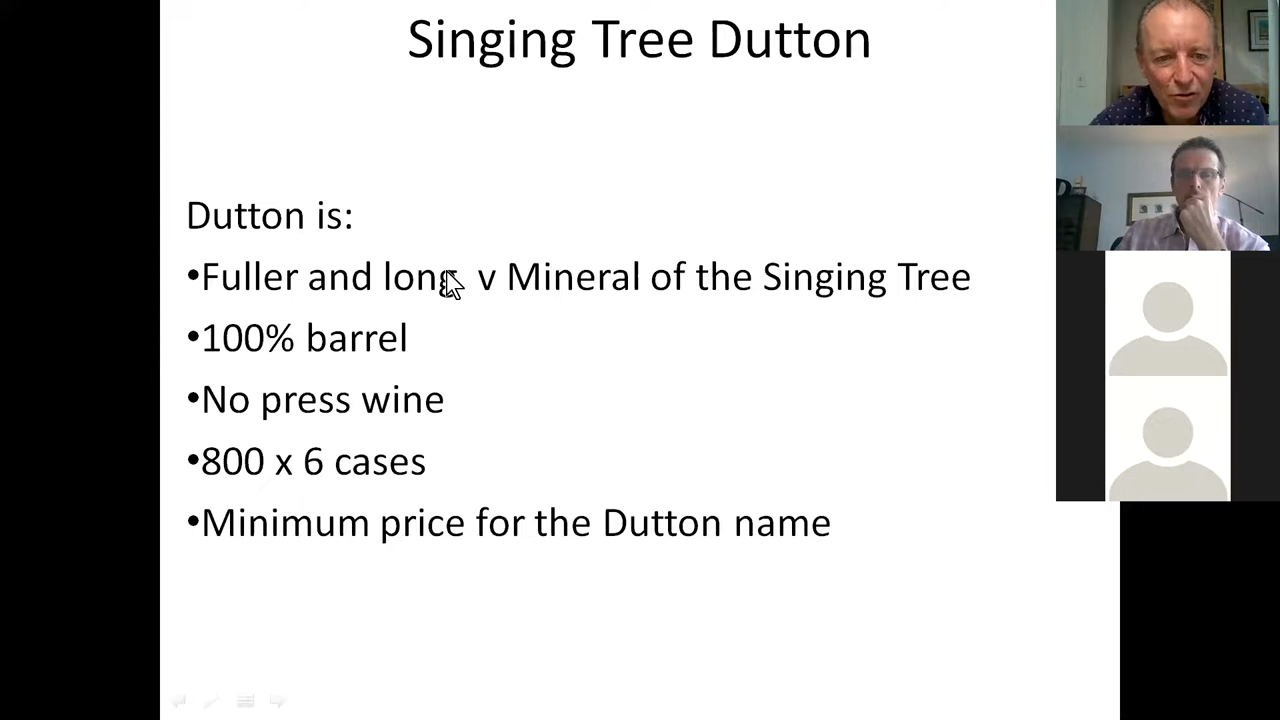 Singing Tree Dutton
Dutton is:
•Fuller and long v Mineral of the Singing Tree
•100% barrel
•No press wine
•800 x 6 cases
•Minimum price for the Dutton name